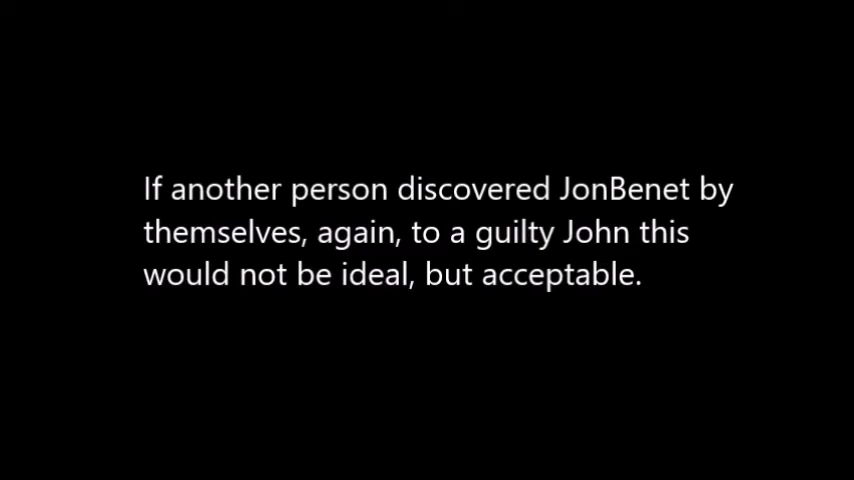 If another person discovered JonBenet by
themselves, again, to a guilty John this
would not be ideal, but acceptable.